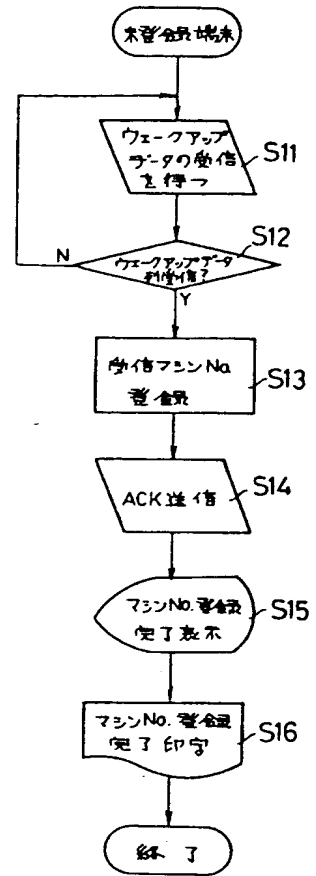 未登録端末
ウェークアップ
データの受信
を待つ
S11
S12
ウェークアップデータ
到受信?
N
Y
受信マシンNo.
登録
S13
ACK送信
S14
マシンNo.登録
完了表示
S15
マシンNo.登録
完了印字
S16
終了